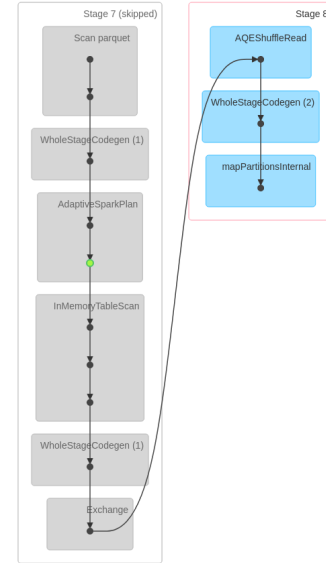 Stage 7 (skipped)
Scan parquet
WholeStageCodegen (1)
AdaptiveSparkPlan
InMemoryTableScan
WholeStageCodegen (1)
Exchange
Stage 8
AQEShuffleRead
WholeStageCodegen (2)
mapPartitionsInternal